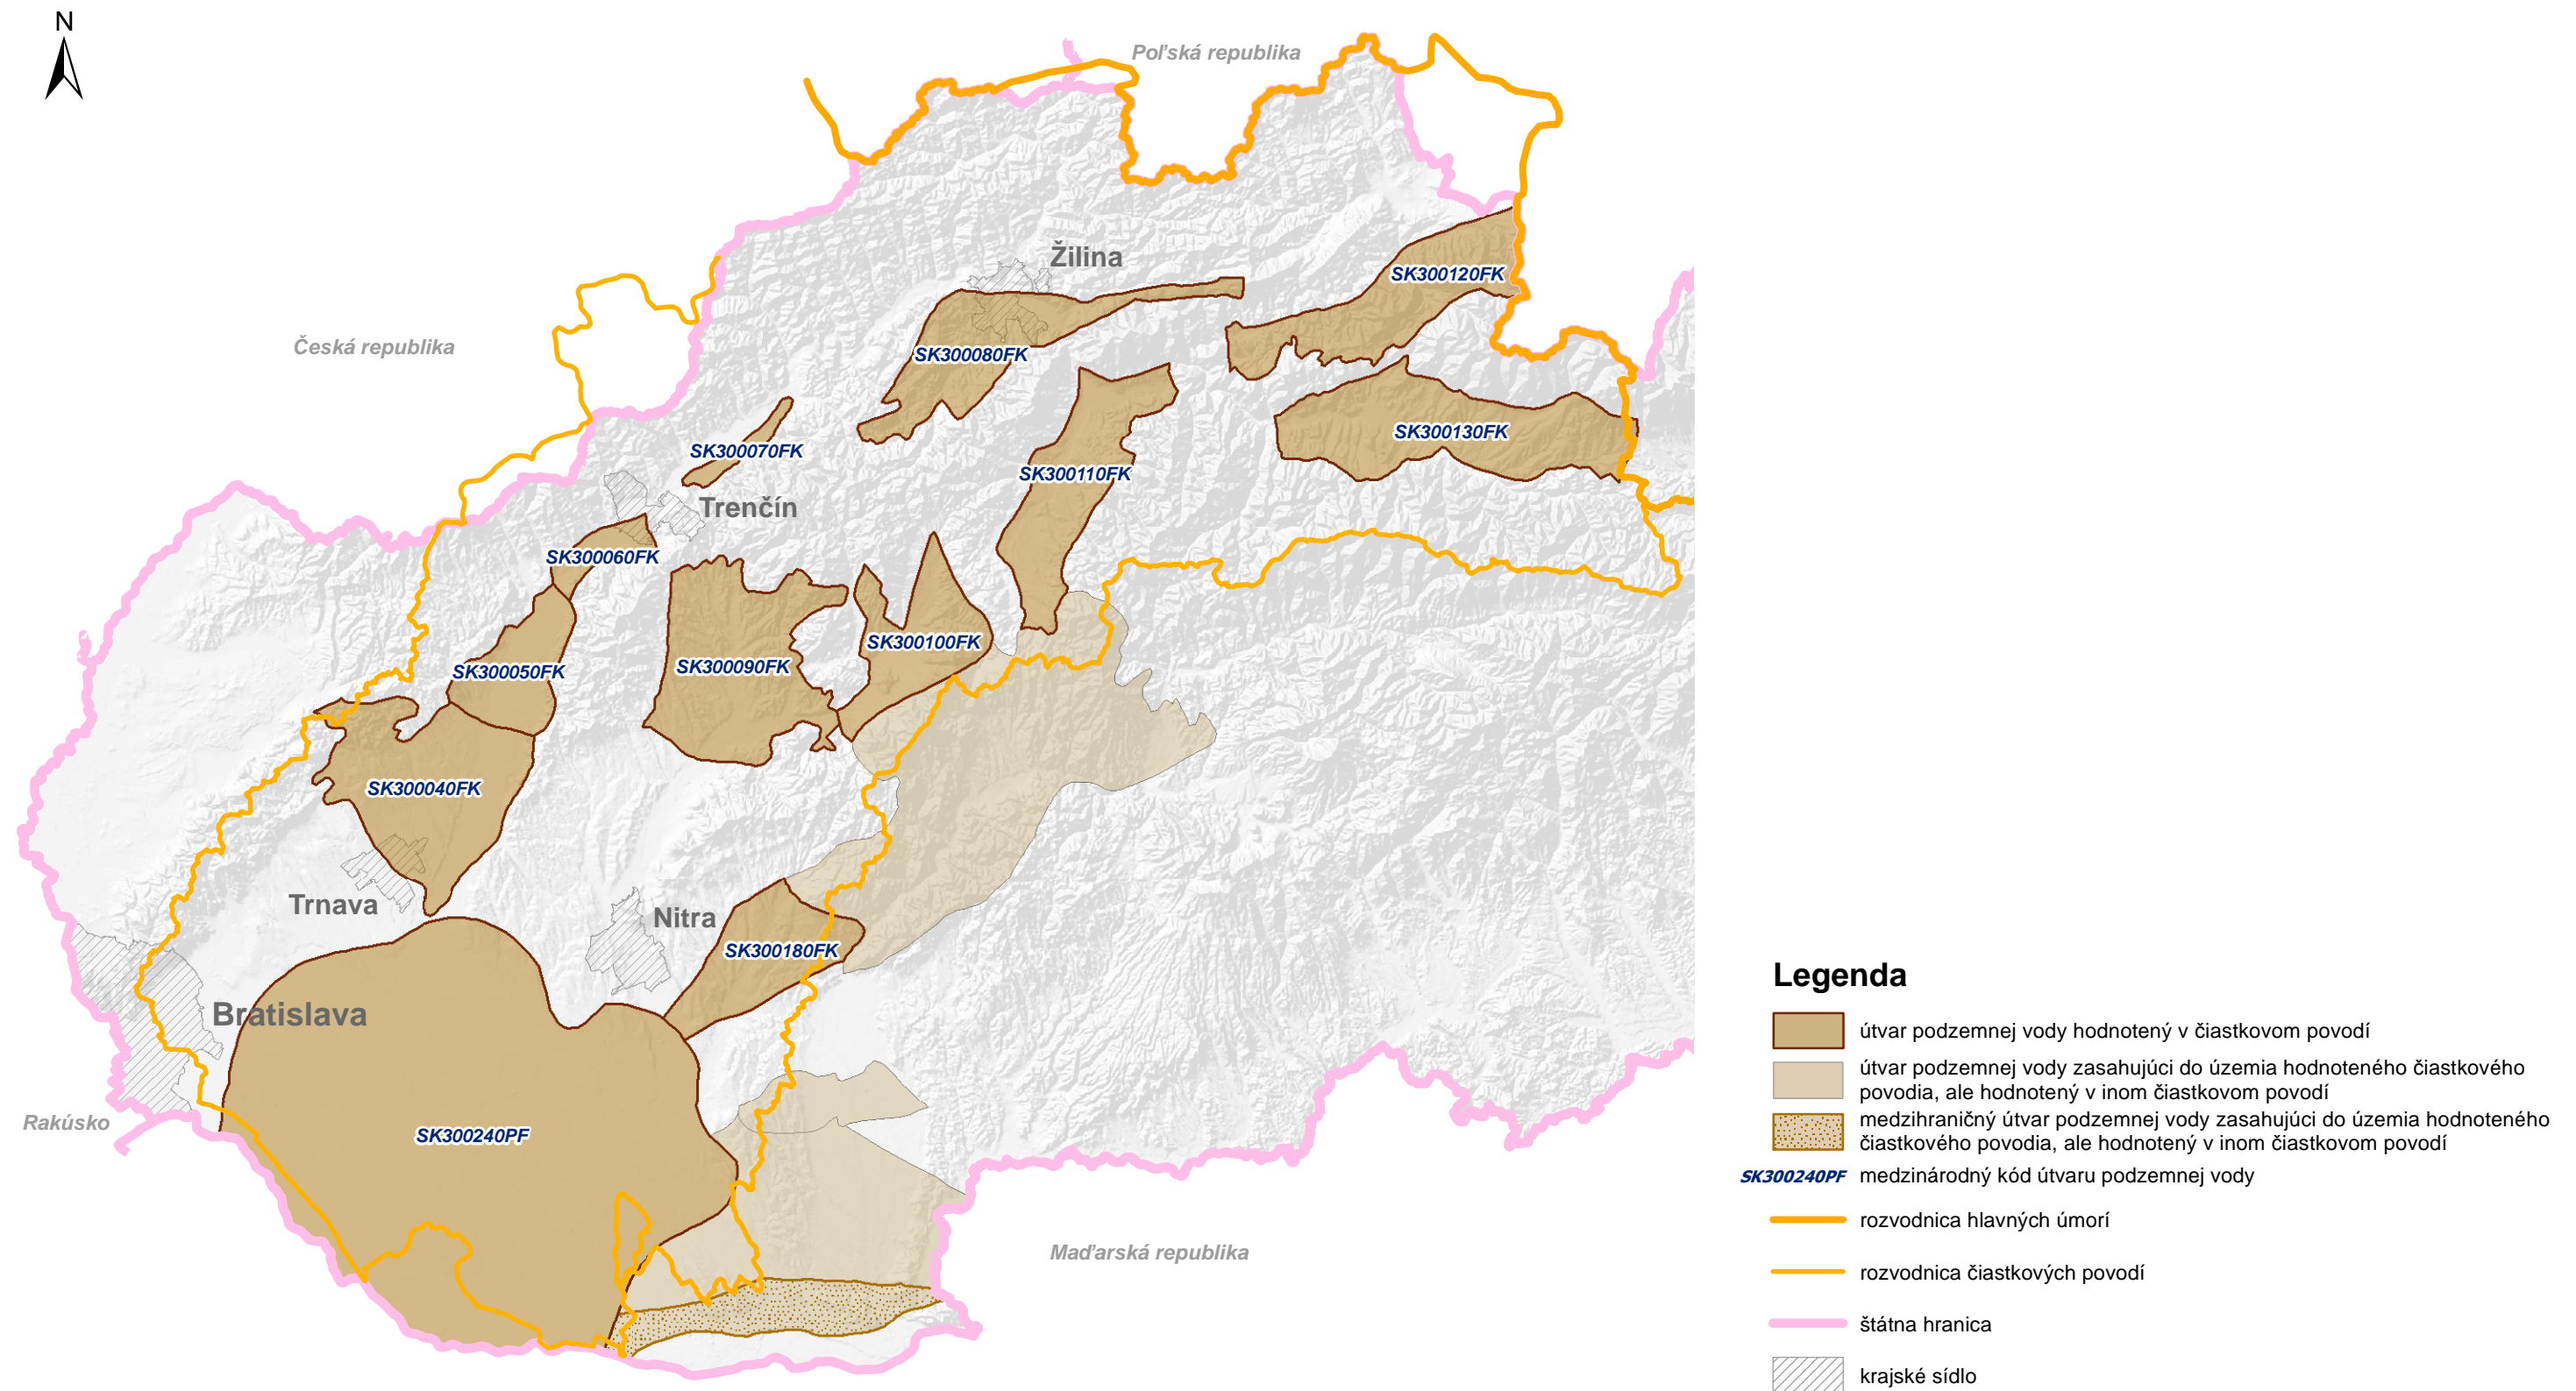 N
Poľská republika
Žilina
SK300120FK
Česká republika
SK300080FK
SK300130FK
SK300070FK
SK300110FK
Trenčín
SK300060FK
SK300100FK
SK300090FK
SK300050FK
SK300040FK
Trnava
Nitra
SK300180FK
Bratislava
Rakúsko
SK300240PF
Maďarská republika
Legenda
útvar podzemnej vody hodnotený v čiastkovom povodí
útvar podzemnej vody zasahujúci do územia hodnoteného čiastkového
povodia, ale hodnotený v inom čiastkovom povodí
medzihraničný útvar podzemnej vody zasahujúci do územia hodnoteného
čiastkového povodia, ale hodnotený v inom čiastkovom povodí
SK300240PF medzinárodný kód útvaru podzemnej vody
rozvodnica hlavných úmorí
rozvodnica čiastkových povodí
štátna hranica
krajské sídlo